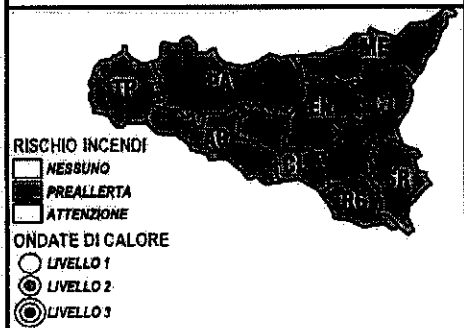 ME
TP
PA
EN
AG
SR
RG
RISCHIO INCENDI
NESSUNO
PREALLERTA
ATTENZIONE
ONDATE DI CALORE
LIVELLO 1
LIVELLO 2
LIVELLO 3